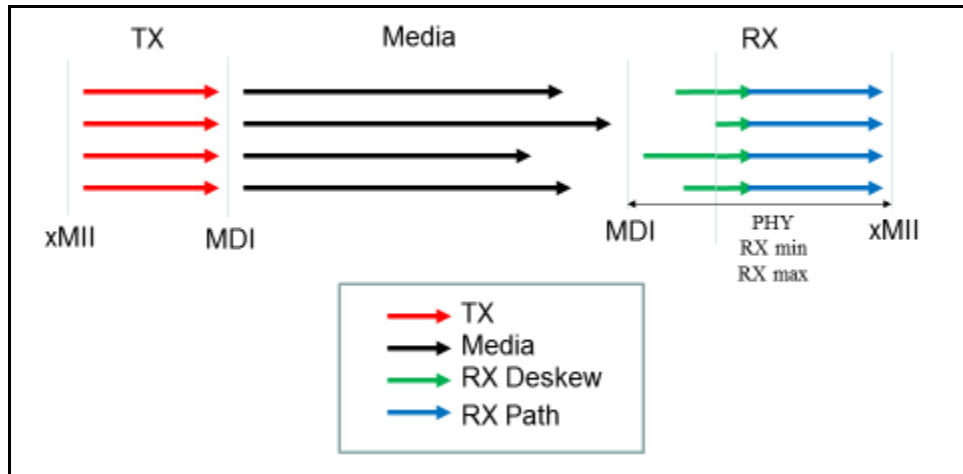 TX
Media
RX
xMII
MDI
MDI
PHY
RX min
RX max
xMII
TX
Media
RX Deskew
RX Path